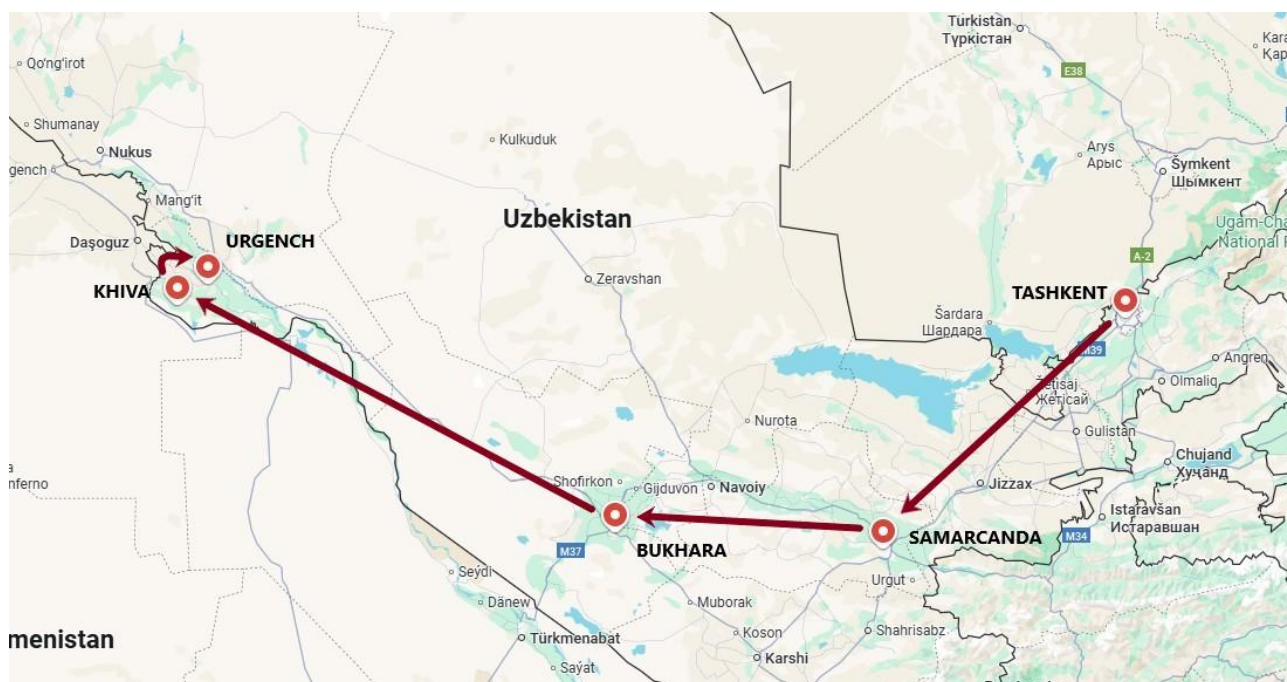 Turkistan
Түркістан
Kara
Қар
Qo'ng'irot
E38
Shumanay
Kulkuduk
Arys
Арыс
Nukus
gench
Šymkent
Шымкент
Mang'it
Uzbekistan
Ugam-Cha
National P
Daşoguz
URGENCH
A-2
Zeravshan
KHIVA
TASHKENT
Šardara
Шардара
M39
Angren
Žetisaj
Жетісай
Olmaliq
Nurota
Gulistan
Chujand
Хуҷанд
a
nferno
Shofirkon
Gijduvon
Navoiy
Jizzax
Istaravšan
Истаравшан
SAMARCANDA
M34
M37
BUKHARA
Seýdi
Urgut
Dänew
Muborak
menistan
Türkmenabat
Koson
Shahrisabz
Karshi
Saýat